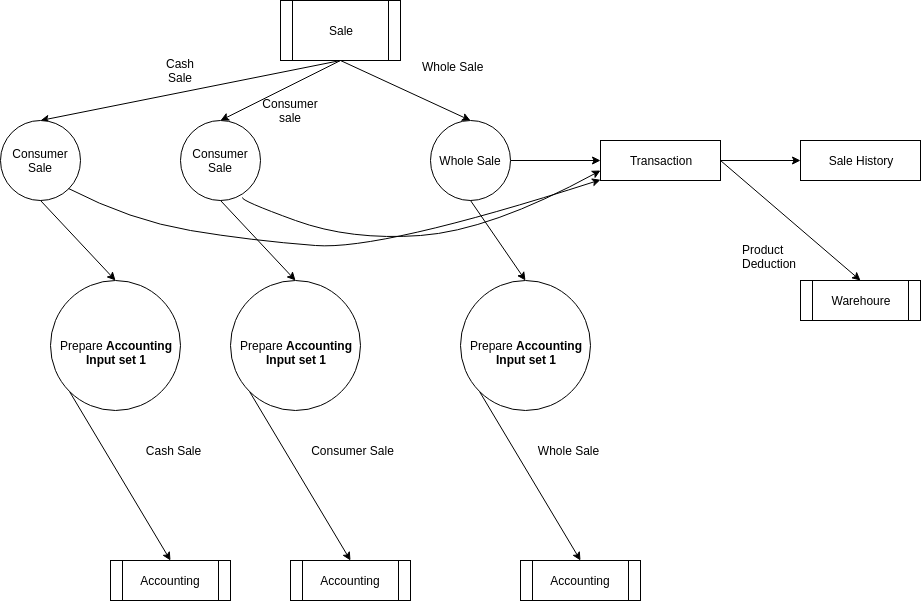 Sale
Cash
Sale
Whole Sale
Consumer
sale
Consumer
Sale
Consumer
Sale
Whole Sale
Transaction
Sale History
Product
Deduction
Warehoure
Prepare Accounting
Input set 1
Prepare Accounting
Input set 1
Prepare Accounting
Input set 1
Cash Sale
Consumer Sale
Whole Sale
Accounting
Accounting
Accounting